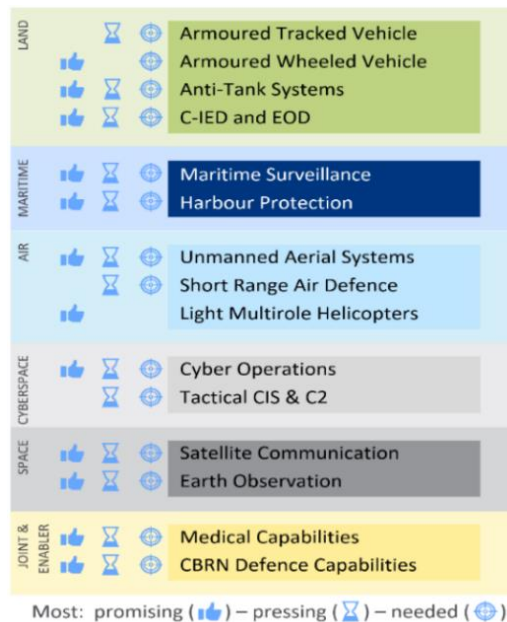 LAND
Armoured Tracked Vehicle
Armoured Wheeled Vehicle
Anti-Tank Systems
C-IED and EOD
MARITIME
Maritime Surveillance
Harbour Protection
AIR
Unmanned Aerial Systems
Short Range Air Defence
Light Multirole Helicopters
CYBERSPACE
Cyber Operations
Tactical CIS & C2
SPACE
Satellite Communication
Earth Observation
JOINT &
ENABLER
Medical Capabilities
CBRN Defence Capabilities
Most: promising ( ) – pressing ( ) – needed ( )